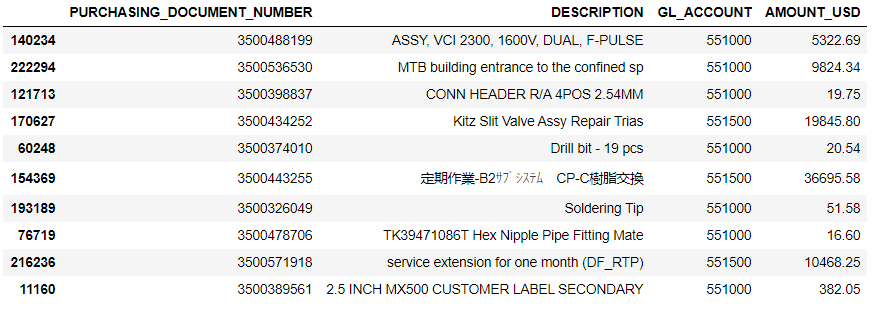 PURCHASING_DOCUMENT_NUMBER DESCRIPTION GL_ACCOUNT AMOUNT_USD
140234 3500488199 ASSY, VCI 2300, 1600V, DUAL, F-PULSE 551000 5322.69
222294 3500536530 MTB building entrance to the confined sp 551000 9824.34
121713 3500398837 CONN HEADER R/A 4POS 2.54MM 551000 19.75
170627 3500434252 Kitz Slit Valve Assy Repair Trias 551500 19845.80
60248 3500374010 Drill bit - 19 pcs 551000 20.54
154369 3500443255 定期作業-B2ｻﾌﾞｼｽﾃﾑ　CP-C樹脂交換 551500 36695.58
193189 3500326049 Soldering Tip 551000 51.58
76719 3500478706 TK39471086T Hex Nipple Pipe Fitting Mate 551000 16.60
216236 3500571918 service extension for one month (DF_RTP) 551500 10468.25
11160 3500389561 2.5 INCH MX500 CUSTOMER LABEL SECONDARY 551000 382.05